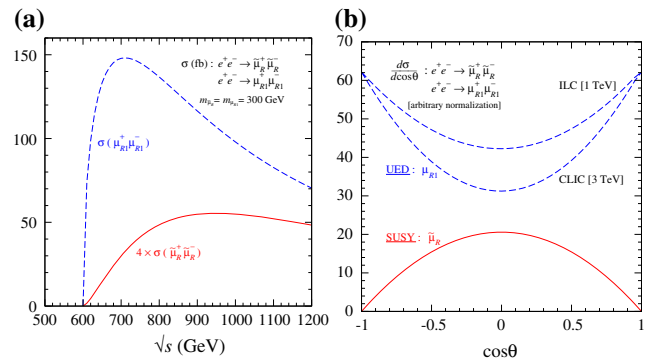 (a)
150
100
50
0
500 600 700 800 900 1000 1100 1200
√s (GeV)
σ (fb) : e⁺e⁻ → μ̃⁺_R μ̃⁻_R
e⁺e⁻ → μ⁺_R1 μ⁻_R1
= 300 GeV
σ ( μ⁺_R1 μ⁻_R1 )
4 × σ ( μ̃⁺_R μ̃⁻_R )
(b)
70
60
50
40
30
20
10
0
-1 -0.5 0 0.5 1
cosθ
dσ/dcosθ : e⁺e⁻ → μ̃⁺_R μ̃⁻_R
e⁺e⁻ → μ⁺_R1 μ⁻_R1
[arbitrary normalization]
ILC [1 TeV]
CLIC [3 TeV]
UED : μ_R1
SUSY : μ̃_R